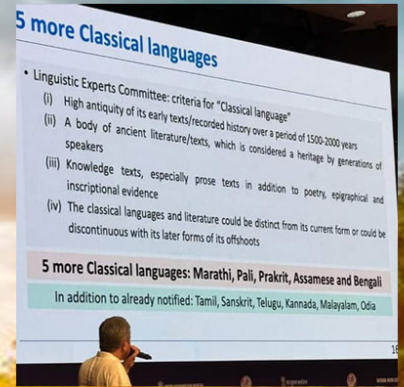 5 more Classical languages
• Linguistic Experts Committee: criteria for "Classical language"
(i) High antiquity of its early texts/recorded history over a period of 1500-2000 years
(ii) A body of ancient literature/texts, which is considered a heritage by generations of
speakers
(iii) Knowledge texts, especially prose texts in addition to poetry, epigraphical and
inscriptional evidence
(iv) The classical languages and literature could be distinct from its current form or could be
discontinuous with its later forms of its offshoots
5 more Classical languages: Marathi, Pali, Prakrit, Assamese and Bengali
In addition to already notified: Tamil, Sanskrit, Telugu, Kannada, Malayalam, Odia